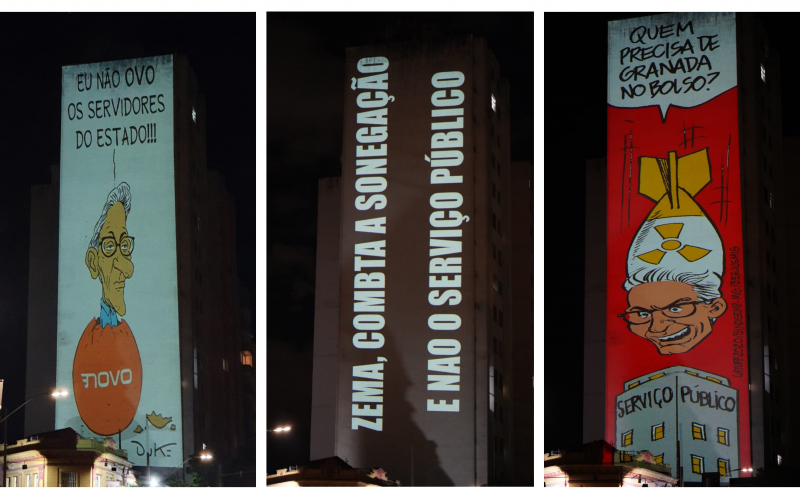 EU NÃO OVO
OS SERVIDORES
DO ESTADO!!!
NOVO
DUKE
ZEMA, COMBTA A SONEGAÇÃO
E NAO O SERVIÇO PÚBLICO
QUEM
PRECISA DE
GRANADA
NO BOLSO?
SERVIÇO PÚBLICO